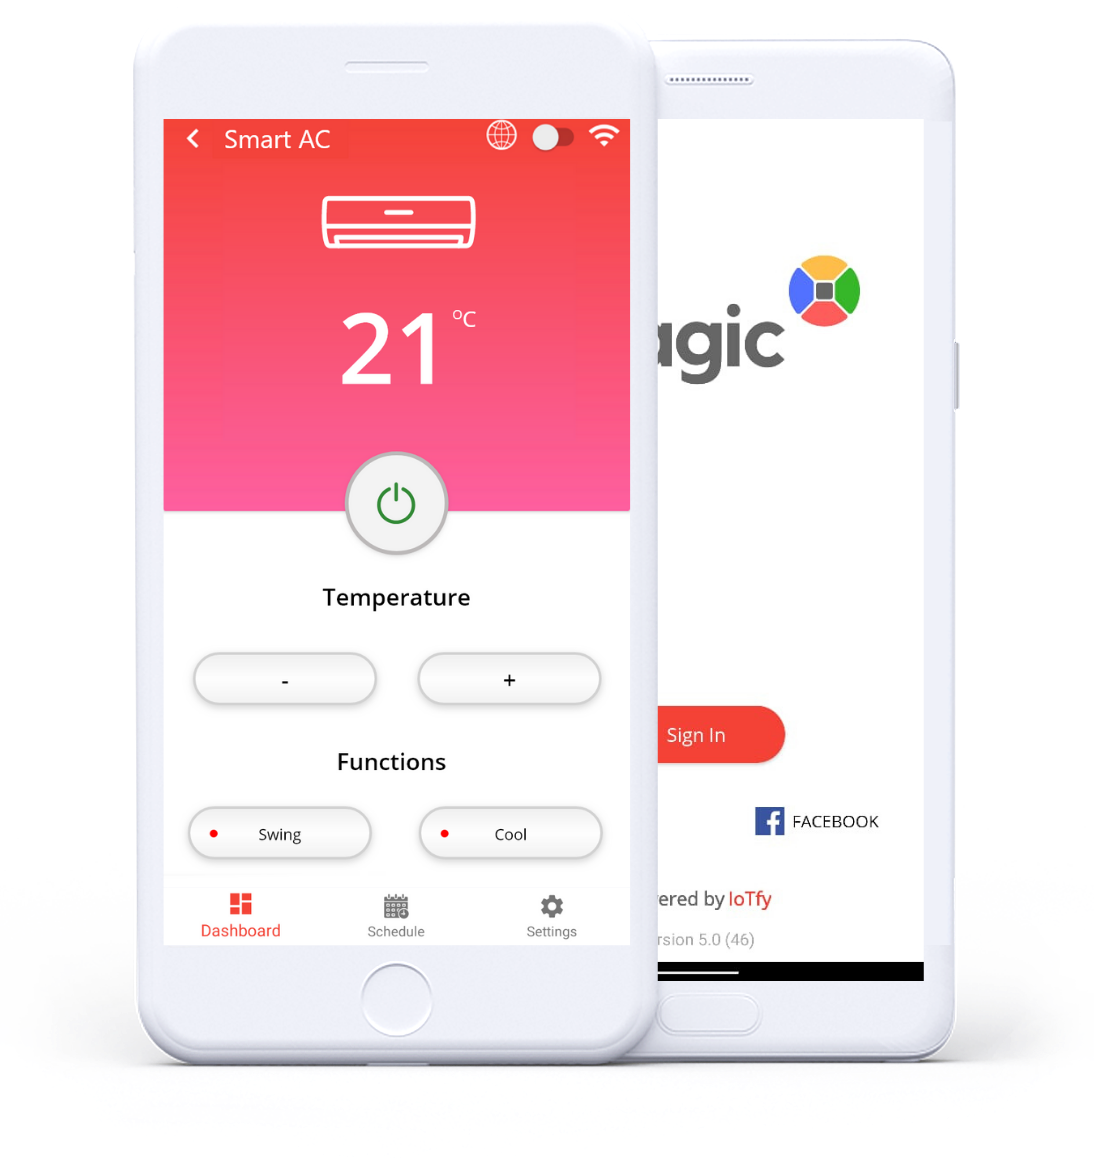 Smart AC
21 °C
Temperature
- +
Functions
Swing Cool
Dashboard Schedule Settings
agic
Sign In
FACEBOOK
ered by IoTfy
rsion 5.0 (46)